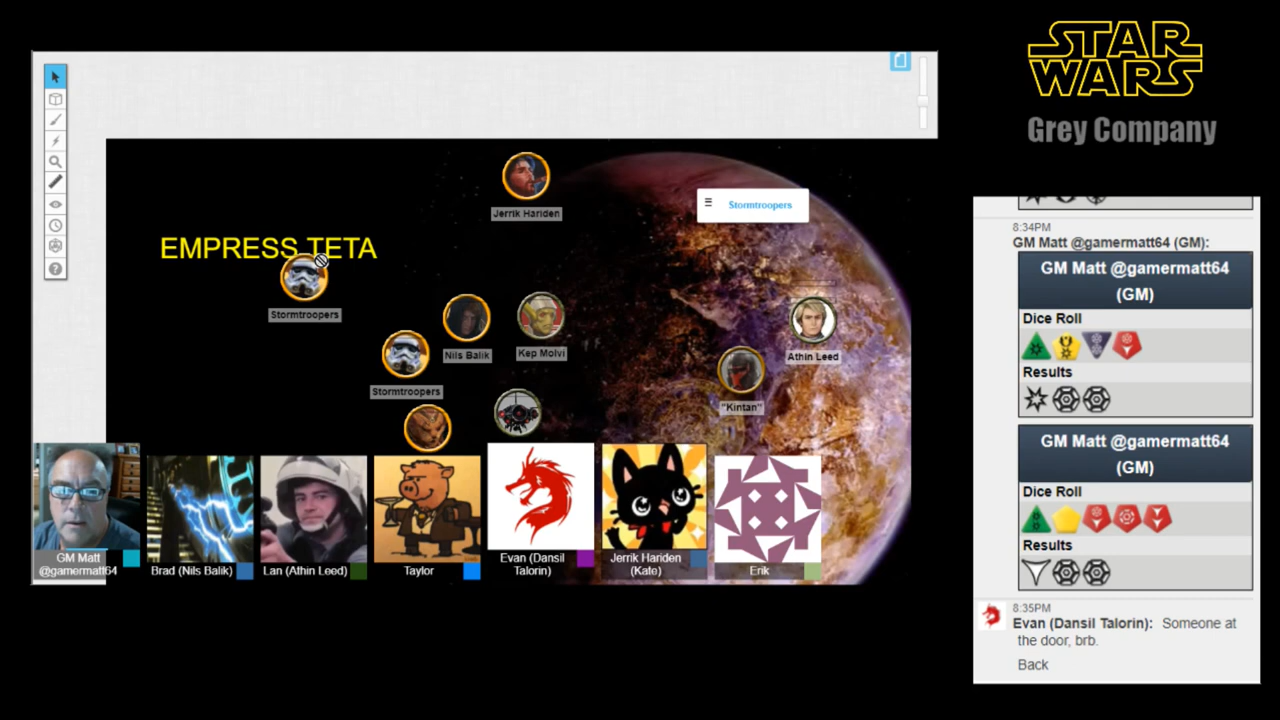 STAR
WARS
Grey Company
Jerrik Hariden
Stormtroopers
EMPRESS TETA
Stormtroopers
Nils Balik
Kep Molvi
Athin Leed
Stormtroopers
"Kintan"
GM Matt
@gamermatt64
Brad (Nils Balik)
Lan (Athin Leed)
Taylor
Evan (Dansil
Talorin)
Jerrik Hariden
(Kate)
Erik
8:34PM
GM Matt @gamermatt64 (GM):
GM Matt @gamermatt64
(GM)
Dice Roll
Results
GM Matt @gamermatt64
(GM)
Dice Roll
Results
8:35PM
Evan (Dansil Talorin): Someone at
the door, brb.
Back